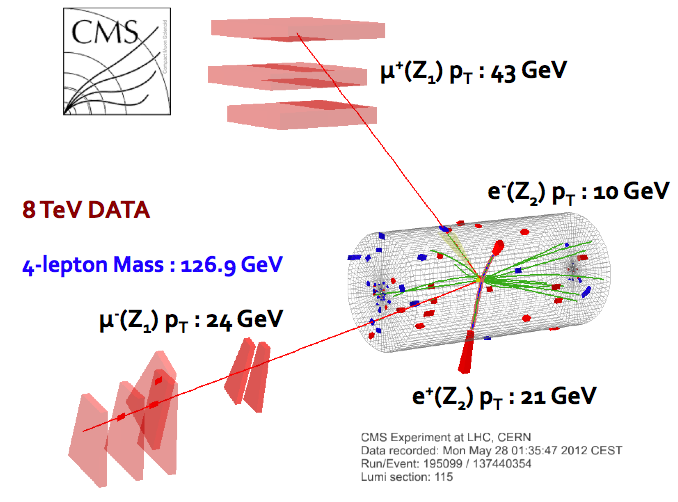 CMS
μ⁺(Z₁) pT : 43 GeV
e⁻(Z₂) pT : 10 GeV
8 TeV DATA
4-lepton Mass : 126.9 GeV
μ⁻(Z₁) pT : 24 GeV
e⁺(Z₂) pT : 21 GeV
CMS Experiment at LHC, CERN
Data recorded: Mon May 28 01:35:47 2012 CEST
Run/Event: 195099 / 137440354
Lumi section: 115